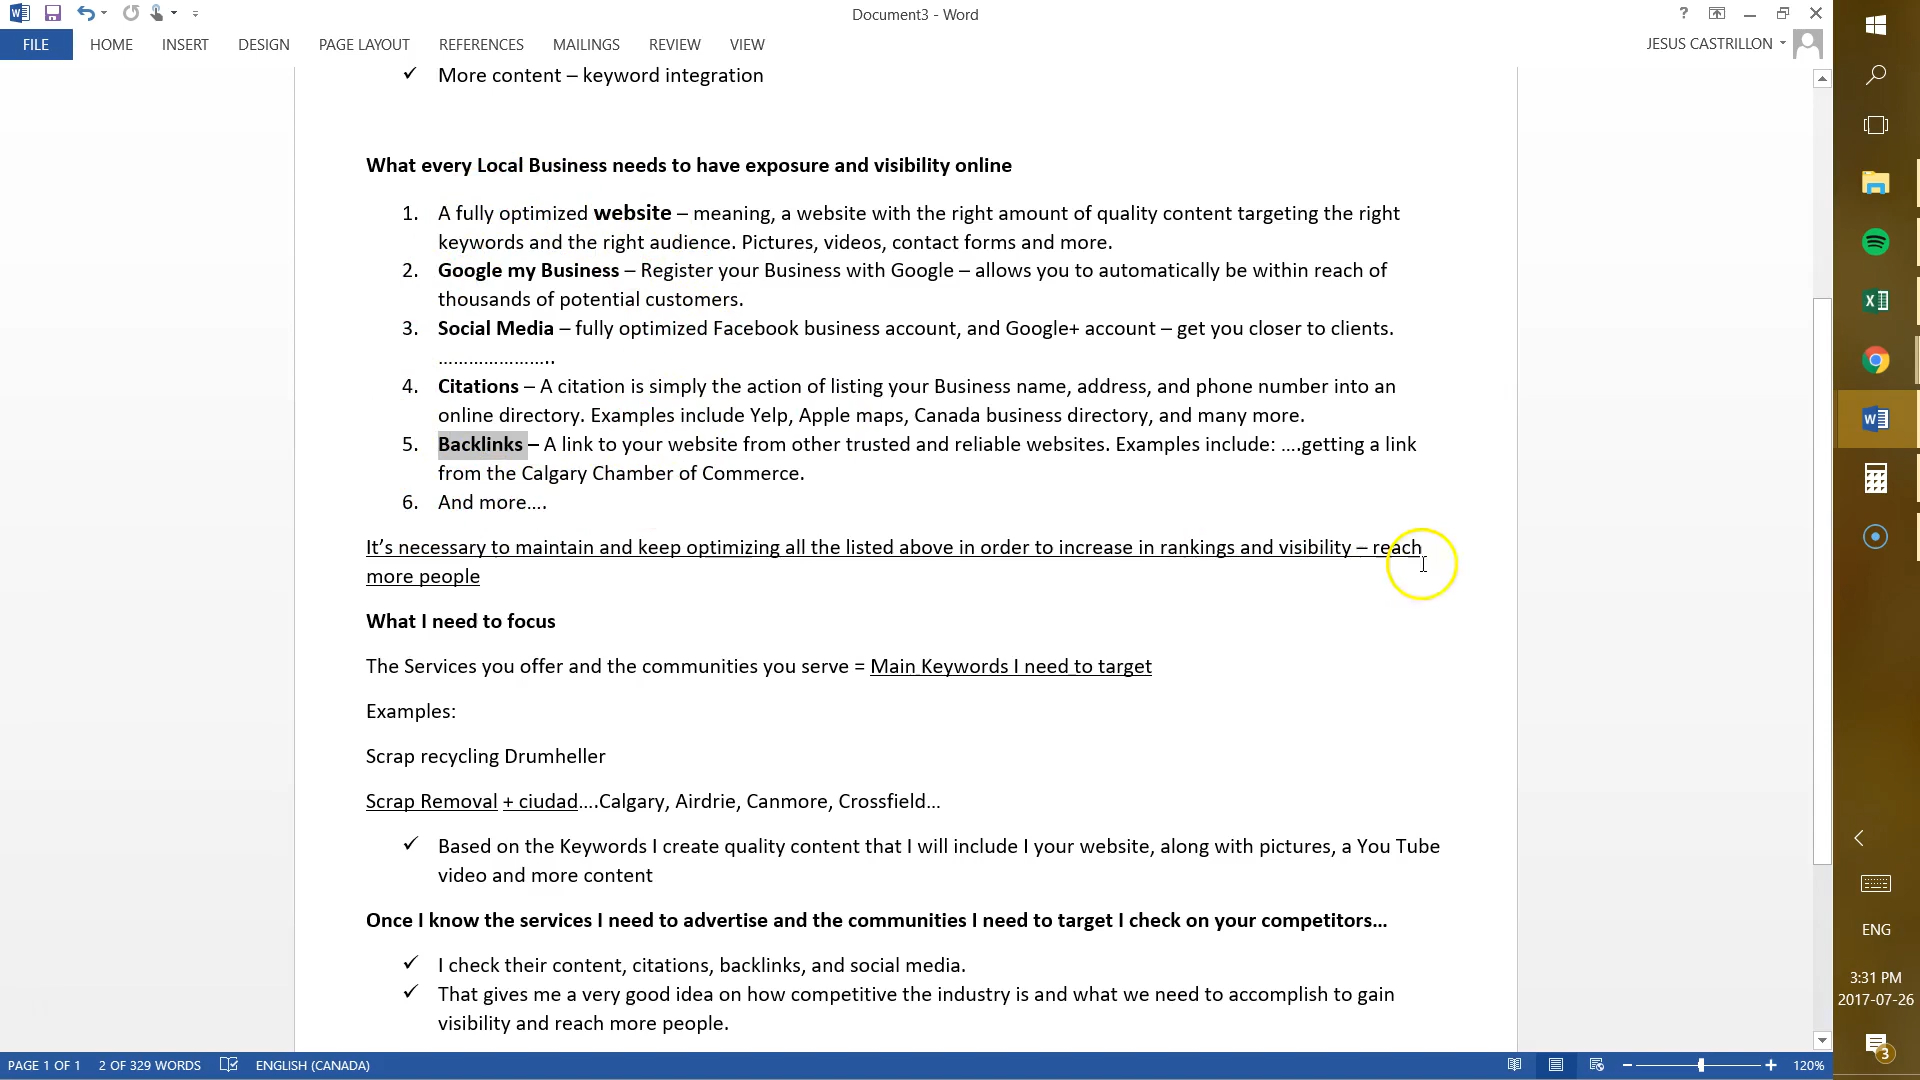 Document3 - Word
FILE HOME INSERT DESIGN PAGE LAYOUT REFERENCES MAILINGS REVIEW VIEW
JESUS CASTRILLON
✓ More content – keyword integration
What every Local Business needs to have exposure and visibility online
1. A fully optimized website – meaning, a website with the right amount of quality content targeting the right
keywords and the right audience. Pictures, videos, contact forms and more.
2. Google my Business – Register your Business with Google – allows you to automatically be within reach of
thousands of potential customers.
3. Social Media – fully optimized Facebook business account, and Google+ account – get you closer to clients.
…………………..
4. Citations – A citation is simply the action of listing your Business name, address, and phone number into an
online directory. Examples include Yelp, Apple maps, Canada business directory, and many more.
5. Backlinks – A link to your website from other trusted and reliable websites. Examples include: ….getting a link
from the Calgary Chamber of Commerce.
6. And more….
It’s necessary to maintain and keep optimizing all the listed above in order to increase in rankings and visibility – reach
more people
What I need to focus
The Services you offer and the communities you serve = Main Keywords I need to target
Examples:
Scrap recycling Drumheller
Scrap Removal + ciudad….Calgary, Airdrie, Canmore, Crossfield…
✓ Based on the Keywords I create quality content that I will include I your website, along with pictures, a You Tube
video and more content
Once I know the services I need to advertise and the communities I need to target I check on your competitors…
✓ I check their content, citations, backlinks, and social media.
✓ That gives me a very good idea on how competitive the industry is and what we need to accomplish to gain
visibility and reach more people.
PAGE 1 OF 1 2 OF 329 WORDS ENGLISH (CANADA) 120%
ENG
3:31 PM
2017-07-26
3